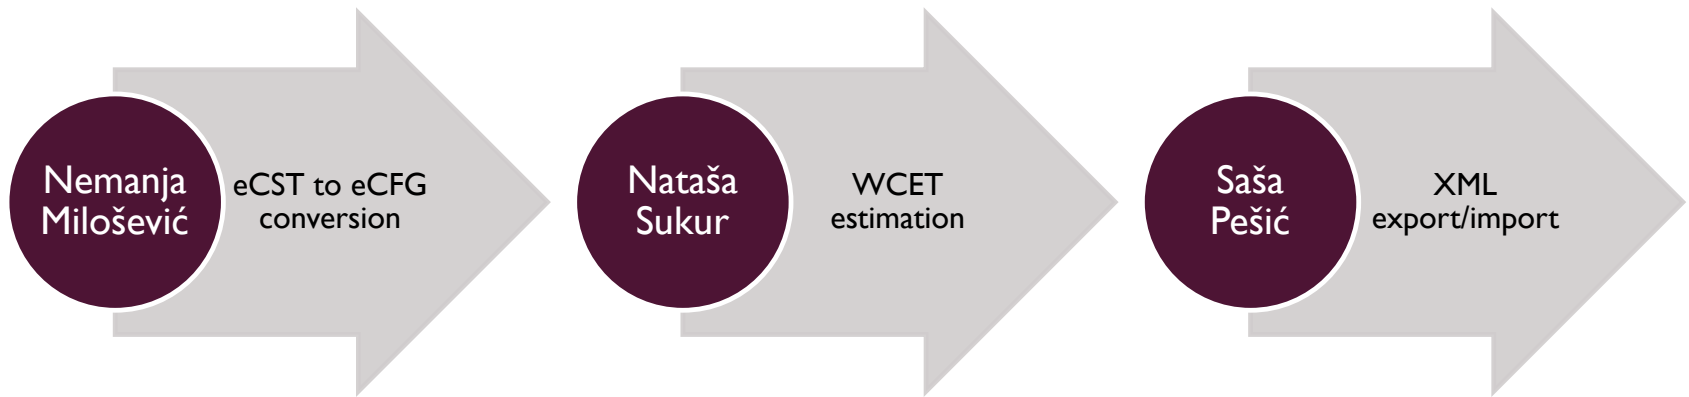 Nemanja
Milošević
eCST to eCFG
conversion
Nataša
Sukur
WCET
estimation
Saša
Pešić
XML
export/import